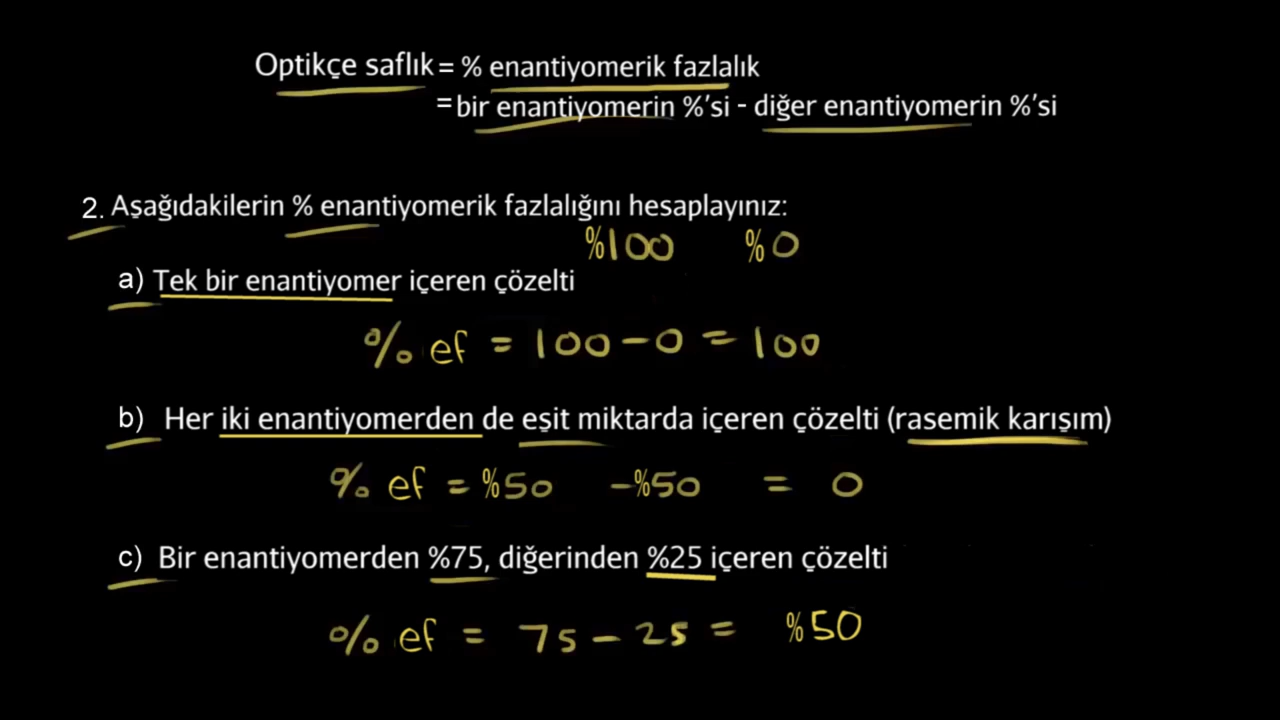 Optikçe saflık = % enantiyomerik fazlalık
= bir enantiyomerin %'si - diğer enantiyomerin %'si
2. Aşağıdakilerin % enantiyomerik fazlalığını hesaplayınız:
%100 %0
a) Tek bir enantiyomer içeren çözelti
% ef = 100 - 0 = 100
b) Her iki enantiyomerden de eşit miktarda içeren çözelti (rasemik karışım)
% ef = %50 - %50 = 0
c) Bir enantiyomerden %75, diğerinden %25 içeren çözelti
% ef = 75 - 25 = %50